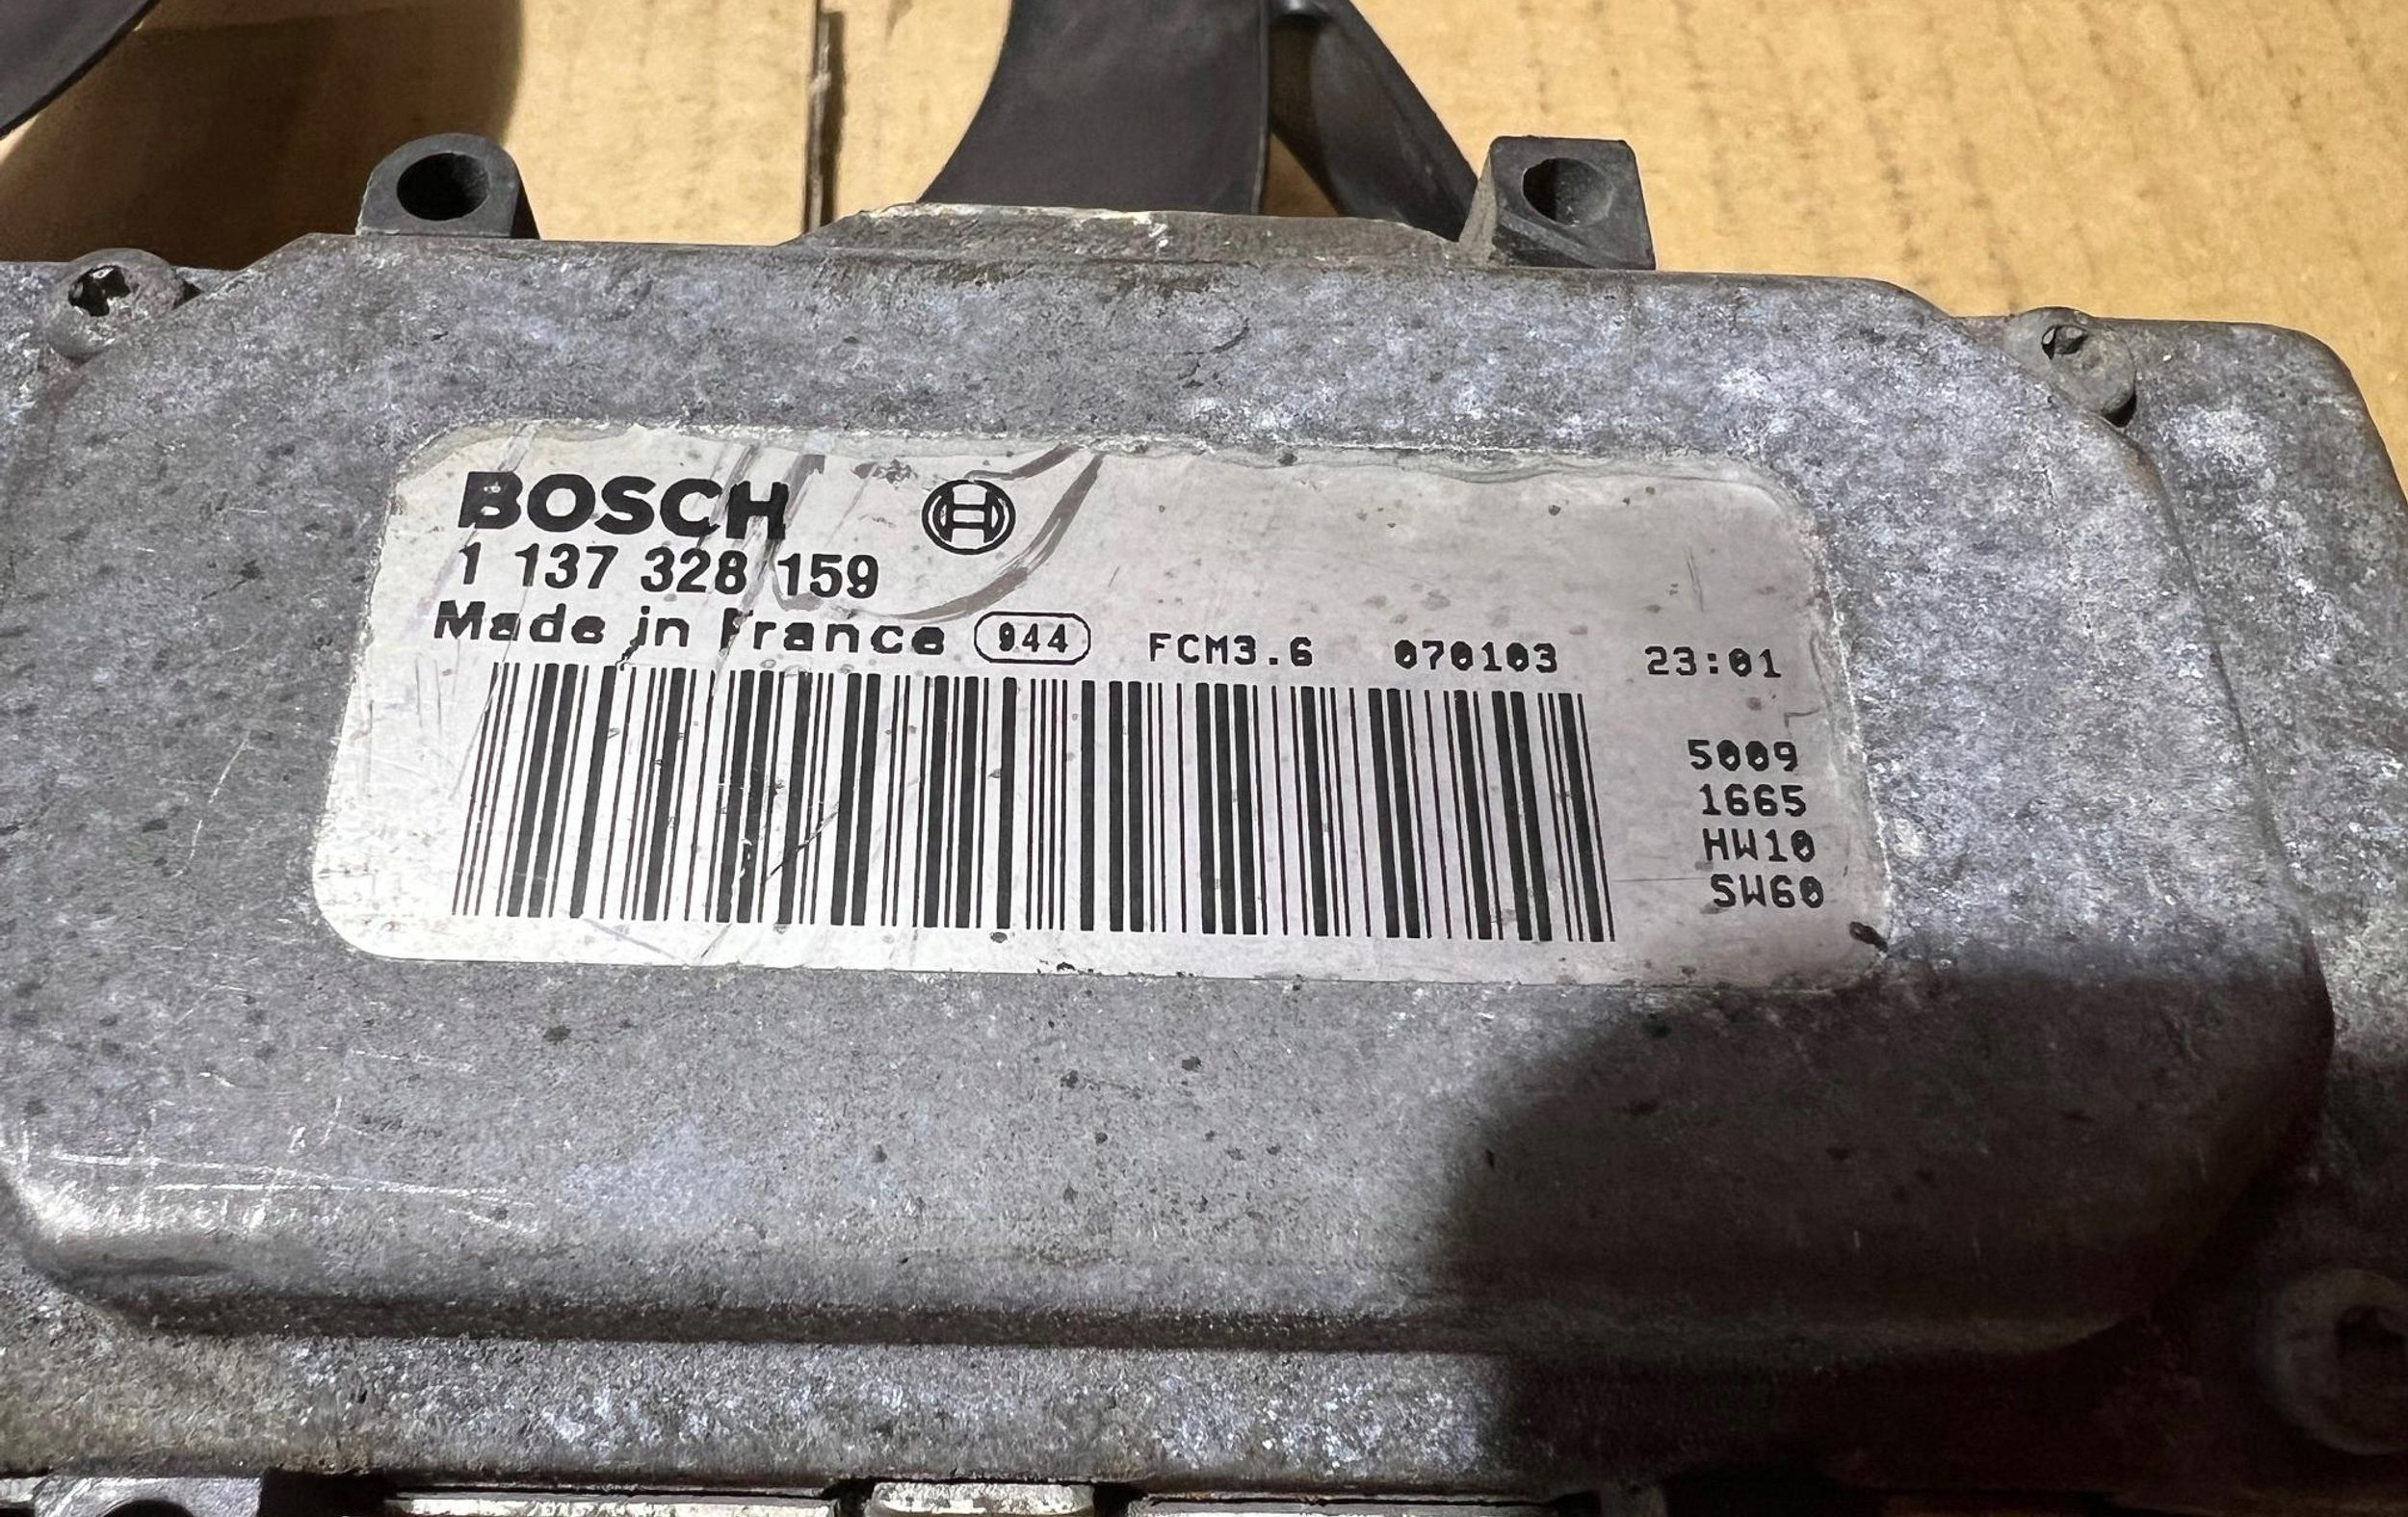 BOSCH
1 137 328 159
Made in France 944 FCM3.6 070103 23:01
5009
1665
HW10
SW60